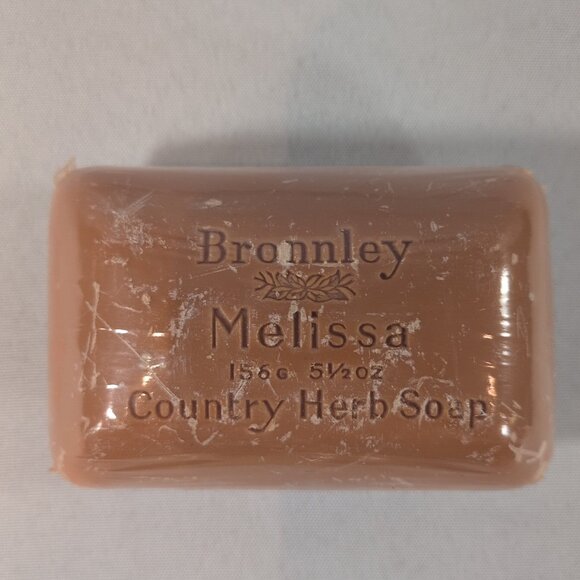 Bronnley
Melissa
156G 5½oz
Country Herb Soap